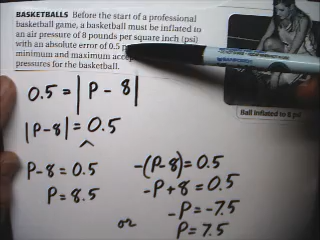 BASKETBALLS Before the start of a professional
basketball game, a basketball must be inflated to
an air pressure of 8 pounds per square inch (psi)
with an absolute error of 0.5
minimum and maximum
pressures for the basketball.
Ball inflated to 8 psi
0.5 = |P - 8|
|P-8| = 0.5
P-8 = 0.5
P = 8.5
or
-(P-8) = 0.5
-P+8 = 0.5
-P = -7.5
P = 7.5